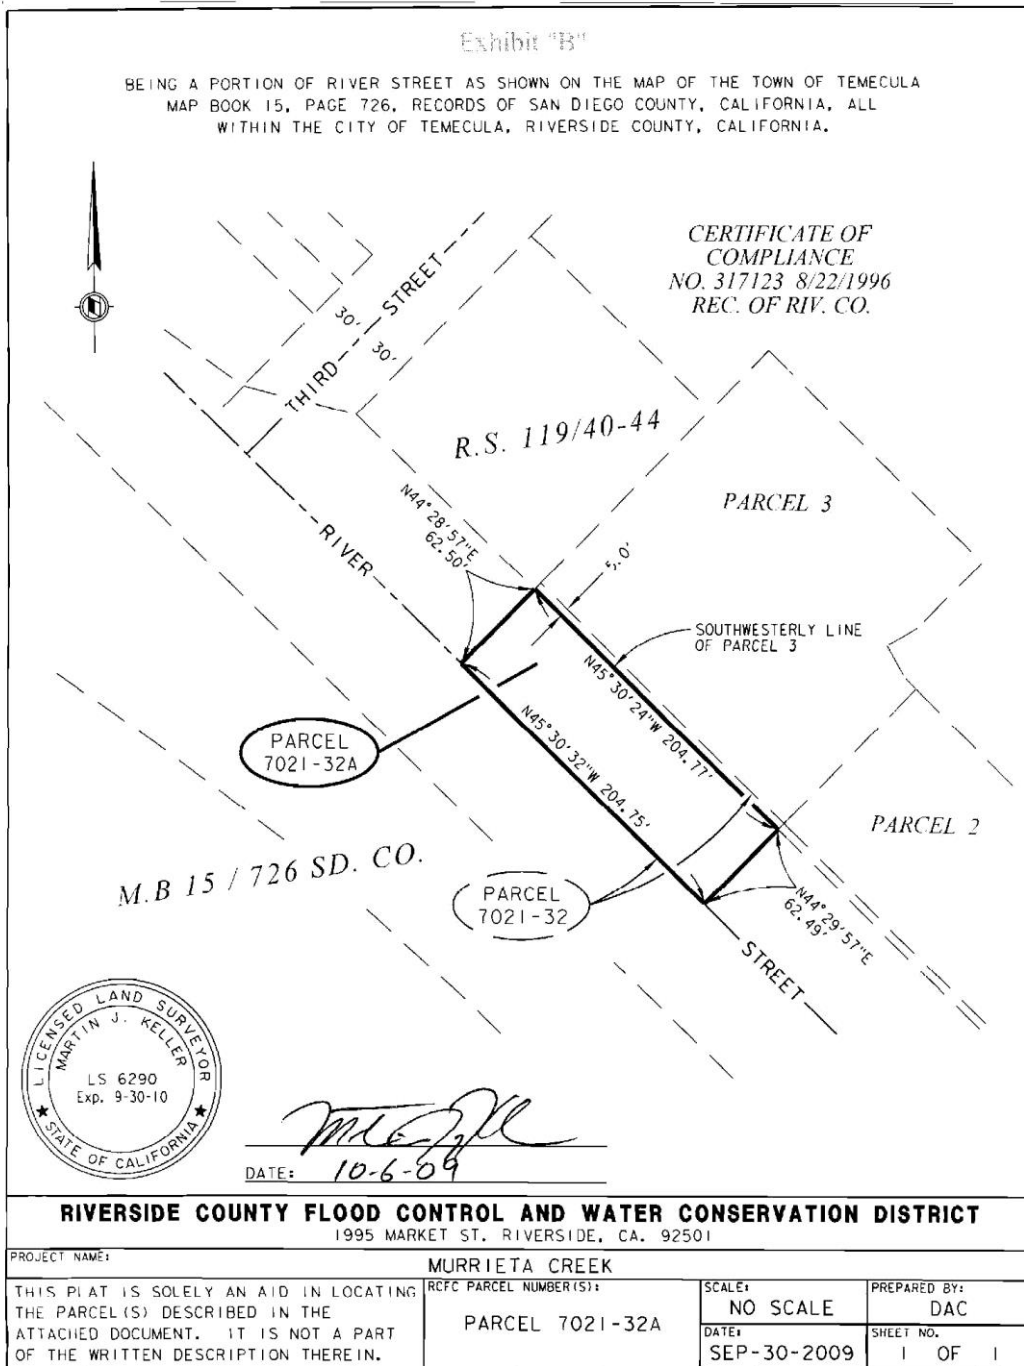 Exhibit "B"
BEING A PORTION OF RIVER STREET AS SHOWN ON THE MAP OF THE TOWN OF TEMECULA
MAP BOOK 15, PAGE 726, RECORDS OF SAN DIEGO COUNTY, CALIFORNIA, ALL
WITHIN THE CITY OF TEMECULA, RIVERSIDE COUNTY, CALIFORNIA.
CERTIFICATE OF
COMPLIANCE
NO. 317123 8/22/1996
REC. OF RIV. CO.
30'
30'
THIRD STREET
R.S. 119/40-44
PARCEL 3
N44°28'57"E
62.50'
RIVER
5.0'
SOUTHWESTERLY LINE
OF PARCEL 3
N45°30'24"W 204.77'
N45°30'32"W 204.75'
PARCEL
7021-32A
PARCEL 2
M.B 15 / 726 SD. CO.
PARCEL
7021-32
N44°29'57"E
62.49'
STREET
LICENSED LAND SURVEYOR
MARTIN J. KELLER
LS 6290
Exp. 9-30-10
STATE OF CALIFORNIA
DATE: 10-6-09
RIVERSIDE COUNTY FLOOD CONTROL AND WATER CONSERVATION DISTRICT
1995 MARKET ST. RIVERSIDE, CA. 92501
PROJECT NAME:
MURRIETA CREEK
THIS PLAT IS SOLELY AN AID IN LOCATING
THE PARCEL(S) DESCRIBED IN THE
ATTACHED DOCUMENT. IT IS NOT A PART
OF THE WRITTEN DESCRIPTION THEREIN.
RCFC PARCEL NUMBER(S):
PARCEL 7021-32A
SCALE:
NO SCALE
PREPARED BY:
DAC
DATE:
SEP-30-2009
SHEET NO.
1 OF 1